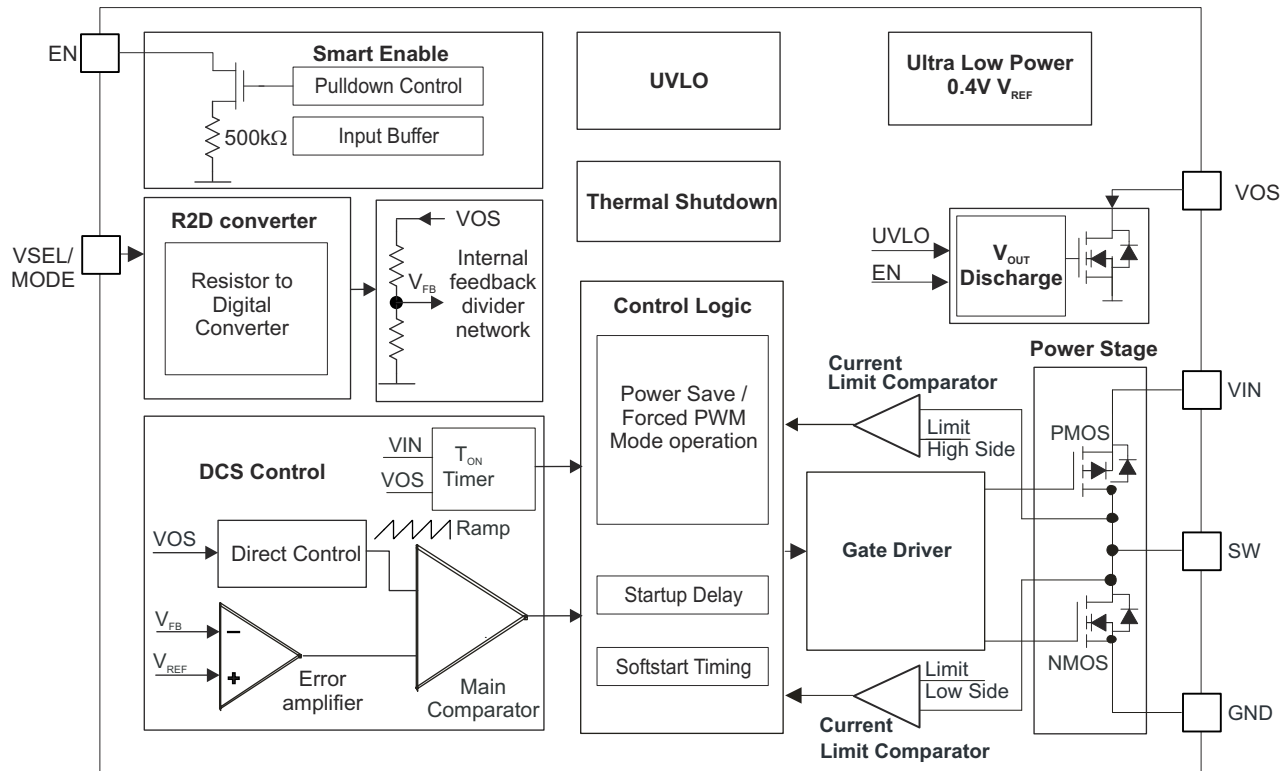 EN
Smart Enable
Pulldown Control
500kΩ
Input Buffer
UVLO
Ultra Low Power
0.4V VREF
Thermal Shutdown
VOS
UVLO
EN
VOUT
Discharge
VSEL/
MODE
R2D converter
Resistor to
Digital
Converter
VOS
VFB
Internal
feedback
divider
network
Control Logic
Power Save /
Forced PWM
Mode operation
Startup Delay
Softstart Timing
Current
Limit Comparator
Limit
High Side
Power Stage
PMOS
VIN
Gate Driver
SW
NMOS
Limit
Low Side
Current
Limit Comparator
GND
DCS Control
VIN
VOS
TON
Timer
Ramp
VOS
Direct Control
VFB
VREF
−
+
Error
amplifier
Main
Comparator